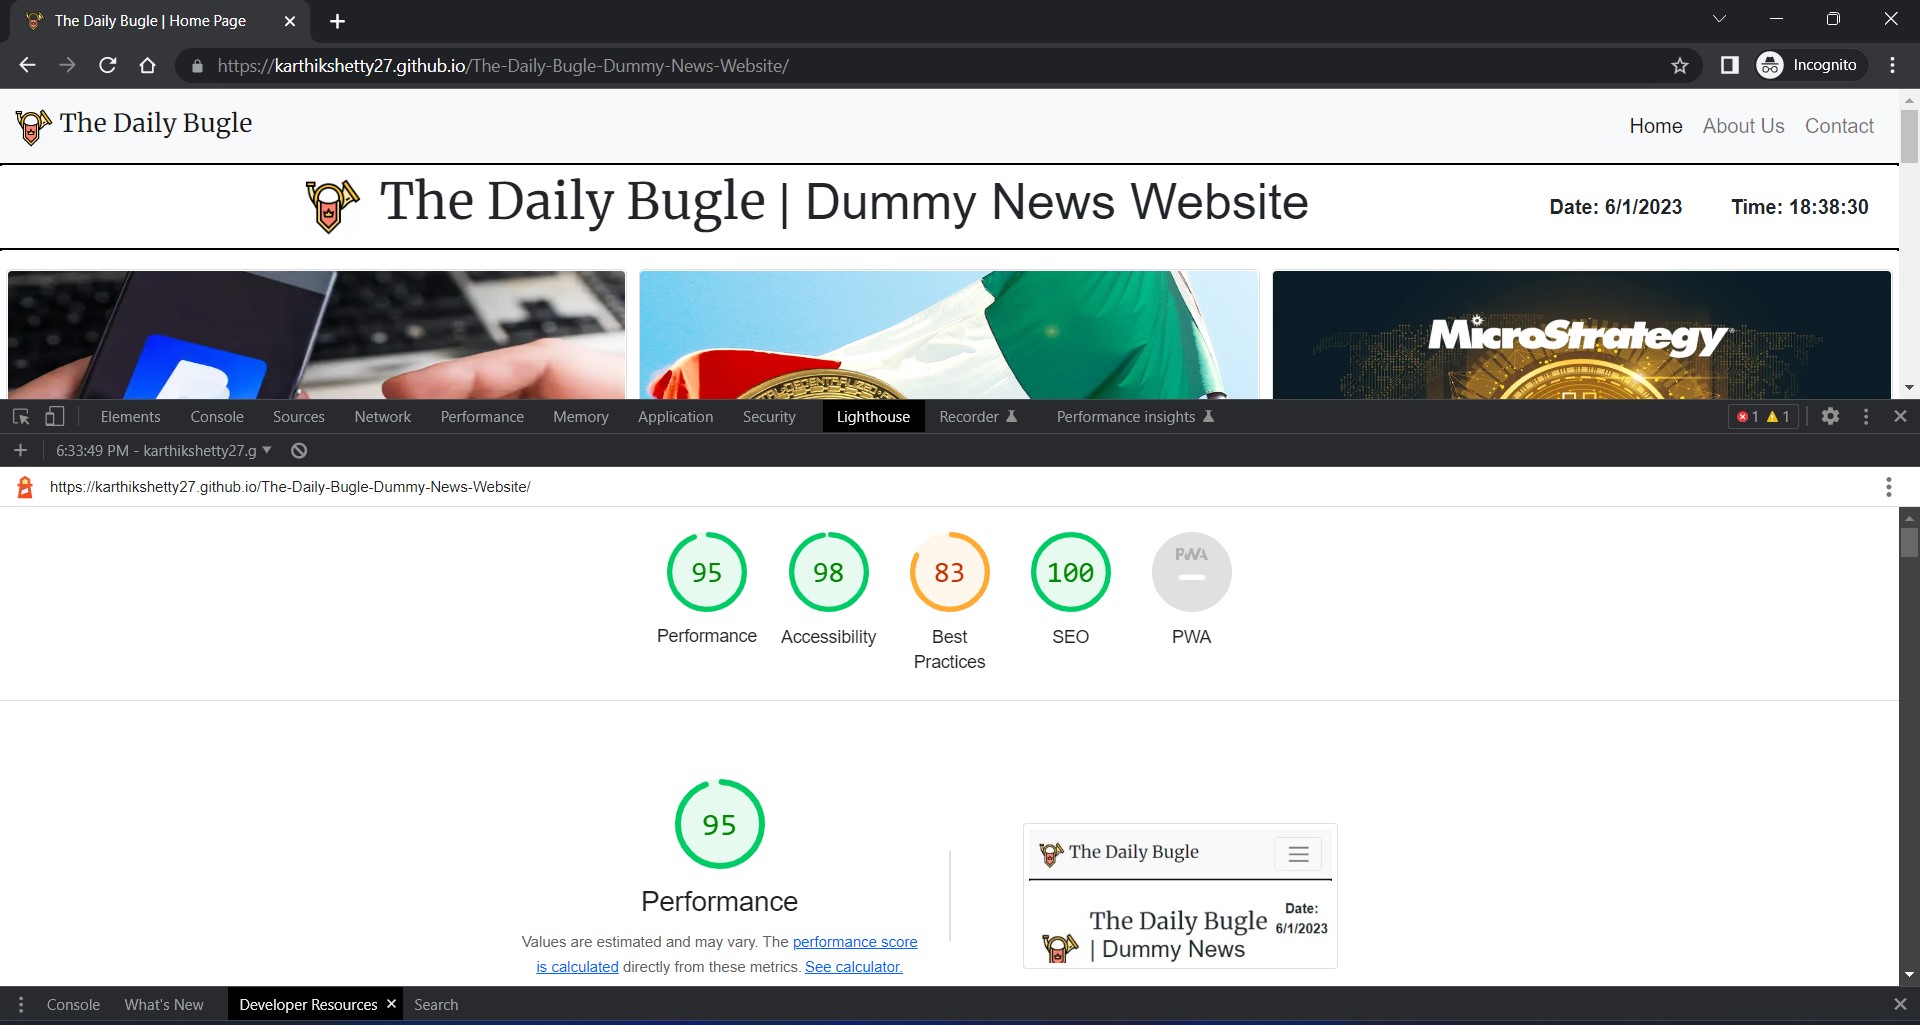 The Daily Bugle | Home Page
https://karthikshetty27.github.io/The-Daily-Bugle-Dummy-News-Website/
Incognito
The Daily Bugle
Home About Us Contact
The Daily Bugle | Dummy News Website
Date: 6/1/2023 Time: 18:38:30
MicroStrategy
DECENTRALIZED
Elements Console Sources Network Performance Memory Application Security Lighthouse Recorder Performance insights 1 1
6:33:49 PM - karthikshetty27.g
https://karthikshetty27.github.io/The-Daily-Bugle-Dummy-News-Website/
95 98 83 100 PWA
Performance Accessibility Best Practices SEO PWA
95
Performance
Values are estimated and may vary. The performance score
is calculated directly from these metrics. See calculator.
The Daily Bugle
The Daily Bugle
| Dummy News
Date:
6/1/2023
Console What's New Developer Resources Search